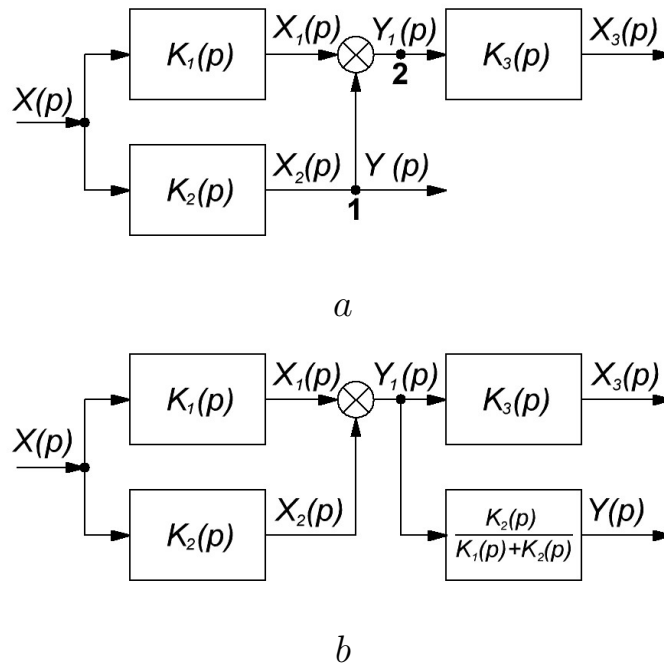 X₁(p) Y₁(p) X₃(p)
K₁(p) K₃(p)
2
X(p)
X₂(p) Y (p)
K₂(p)
1
a
X₁(p) Y₁(p) X₃(p)
K₁(p) K₃(p)
X(p)
X₂(p) Y(p)
K₂(p) K₂(p)
K₁(p)+K₂(p)
b